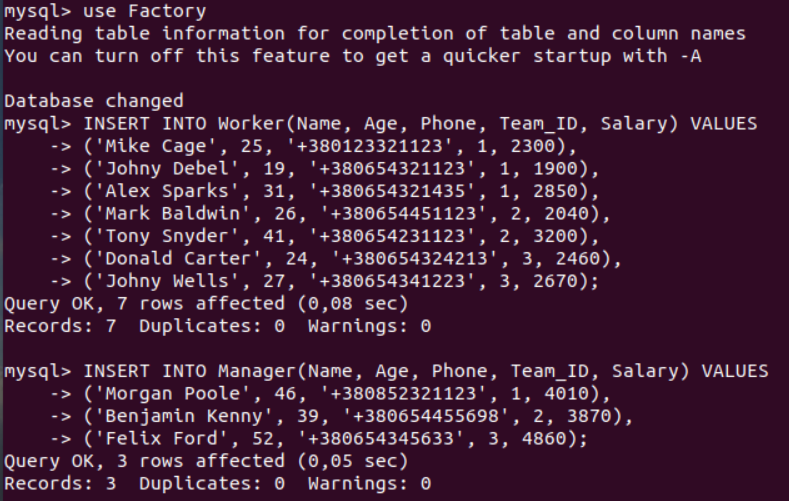 mysql> use Factory
Reading table information for completion of table and column names
You can turn off this feature to get a quicker startup with -A

Database changed
mysql> INSERT INTO Worker(Name, Age, Phone, Team_ID, Salary) VALUES
    -> ('Mike Cage', 25, '+380123321123', 1, 2300),
    -> ('Johny Debel', 19, '+380654321123', 1, 1900),
    -> ('Alex Sparks', 31, '+380654321435', 1, 2850),
    -> ('Mark Baldwin', 26, '+380654451123', 2, 2040),
    -> ('Tony Snyder', 41, '+380654231123', 2, 3200),
    -> ('Donald Carter', 24, '+380654324213', 3, 2460),
    -> ('Johny Wells', 27, '+380654341223', 3, 2670);
Query OK, 7 rows affected (0,08 sec)
Records: 7  Duplicates: 0  Warnings: 0

mysql> INSERT INTO Manager(Name, Age, Phone, Team_ID, Salary) VALUES
    -> ('Morgan Poole', 46, '+380852321123', 1, 4010),
    -> ('Benjamin Kenny', 39, '+380654455698', 2, 3870),
    -> ('Felix Ford', 52, '+380654345633', 3, 4860);
Query OK, 3 rows affected (0,05 sec)
Records: 3  Duplicates: 0  Warnings: 0